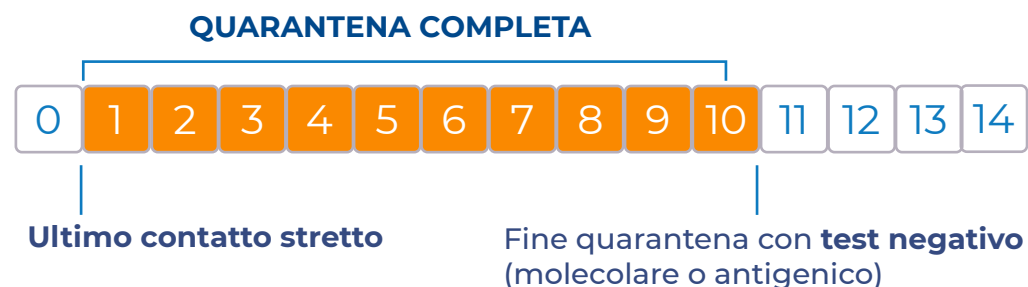 QUARANTENA COMPLETA
0 1 2 3 4 5 6 7 8 9 10 11 12 13 14
Ultimo contatto stretto
Fine quarantena con test negativo
(molecolare o antigenico)